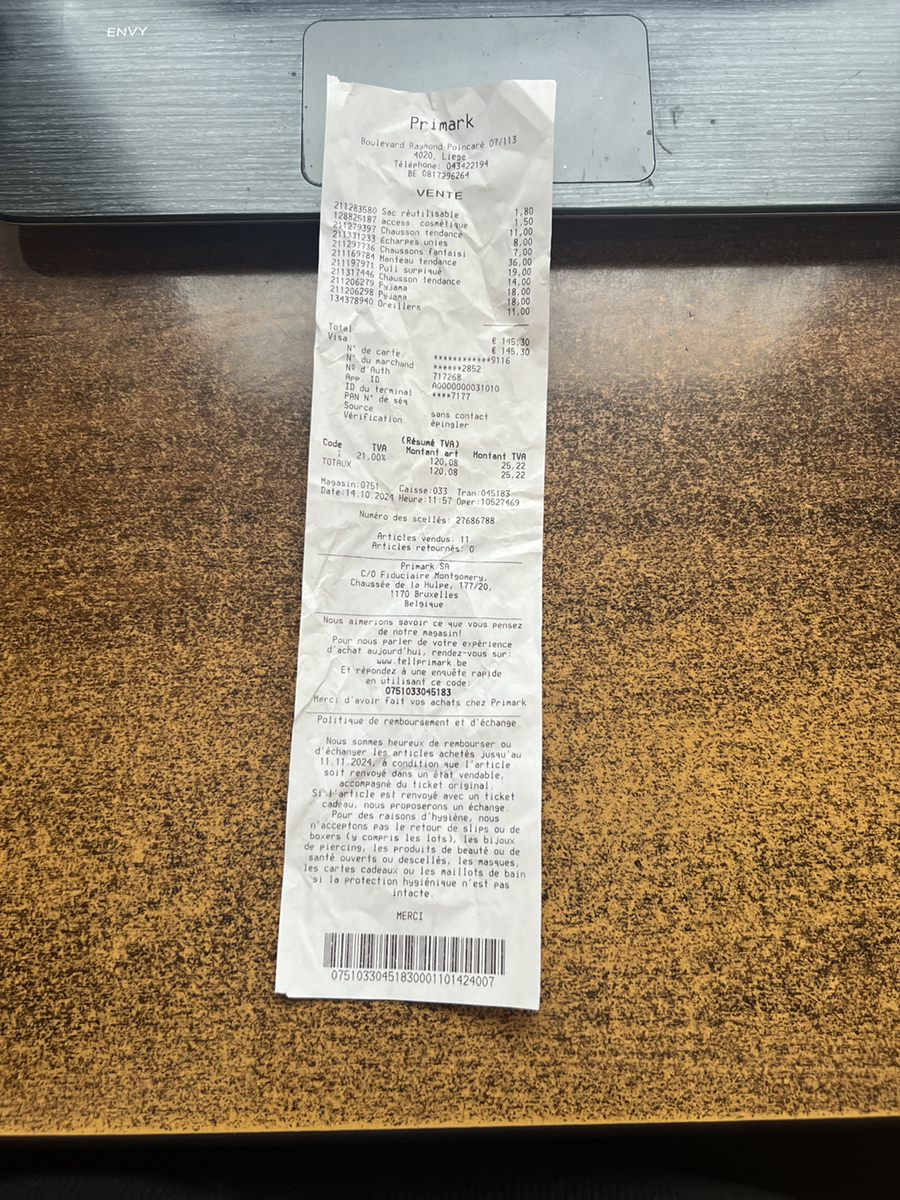 ENVY
Primark
Boulevard Raymond Poincaré 07/113
4020, Liege
Téléphone: 043422194
BE 0817296264
VENTE
211283580 Sac réutilisable 1,80
128825187 access. cosmétique 1,50
211279397 Chausson tendance 11,00
211331233 Écharpes unies 8,00
211297736 Chaussons fantaisi 7,00
211169784 Manteau tendance 36,00
211197971 Pull surpiqué 19,00
211317446 Chausson tendance 14,00
211206279 Pyjama 18,00
211206298 Pyjama 18,00
134378940 Oreillers 11,00
Total € 145,30
Visa € 145,30
N° de carte ************9116
N° du marchand ******2852
Nº d'Auth 717268
App. ID A0000000031010
ID du terminal ****7177
PAN N° de séq
Source sans contact
Vérification épingler
(Résumé TVA)
Code TVA Montant art Montant TVA
1 21,00% 120,08 25,22
TOTAUX 120,08 25,22
Magasin:0751 Caisse:033 Tran:045183
Date:14.10.2024 Heure:11:57 Oper:10527469
Numéro des scellés: 27686788
Articles vendus: 11
Articles retournés: 0
Primark SA
C/O Fiduciaire Montgomery,
Chaussée de la Hulpe, 177/20,
1170 Bruxelles
Belgique
Nous aimerions savoir ce que vous pensez
de notre magasin!
Pour nous parler de votre expérience
d'achat aujourd'hui, rendez-vous sur:
www.tellprimark.be
Et répondez à une enquête rapide
en utilisant ce code:
0751033045183
Merci d'avoir fait vos achats chez Primark
Politique de remboursement et d'échange
Nous sommes heureux de rembourser ou
d'échanger les articles achetés jusqu'au
11.11.2024, à condition que l'article
soit renvoyé dans un état vendable,
accompagné du ticket original.
Si l'article est renvoyé avec un ticket
cadeau, nous proposerons un échange.
Pour des raisons d'hygiène, nous
n'acceptons pas le retour de slips ou de
boxers (y compris les lots), les bijoux
de piercing, les produits de beauté ou de
santé ouverts ou descellés, les masques,
les cartes cadeaux ou les maillots de bain
si la protection hygiénique n'est pas
intacte.
MERCI
07510330451830001101424007